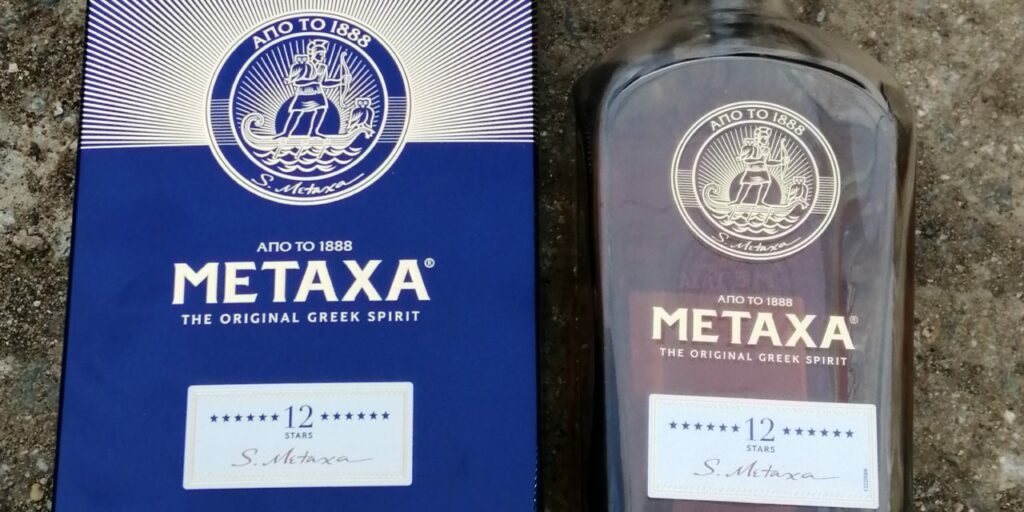 ΑΠΟ ΤΟ 1888
S. Metaxa
ΑΠΟ ΤΟ 1888
METAXA®
THE ORIGINAL GREEK SPIRIT
★★★★★★ 12 ★★★★★★
STARS
S. Metaxa
ΑΠΟ ΤΟ 1888
S. Metaxa
ΑΠΟ ΤΟ 1888
METAXA®
THE ORIGINAL GREEK SPIRIT
★★★★★★ 12 ★★★★★★
STARS
S. Metaxa